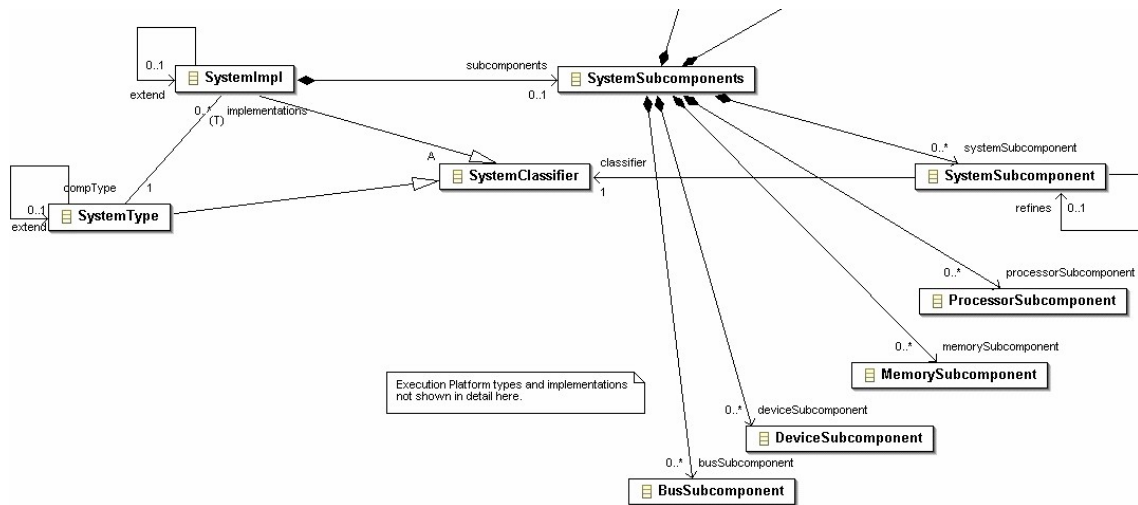 0..1
SystemImpl
extend
subcomponents
0..1
SystemSubcomponents
0..*
(T)
implementations
A
SystemClassifier
classifier
1
0..*
systemSubcomponent
SystemSubcomponent
refines
0..1
compType
1
0..1
SystemType
extend
0..*
processorSubcomponent
ProcessorSubcomponent
0..*
memorySubcomponent
MemorySubcomponent
Execution Platform types and implementations
not shown in detail here.
0..*
deviceSubcomponent
DeviceSubcomponent
0..*
busSubcomponent
BusSubcomponent